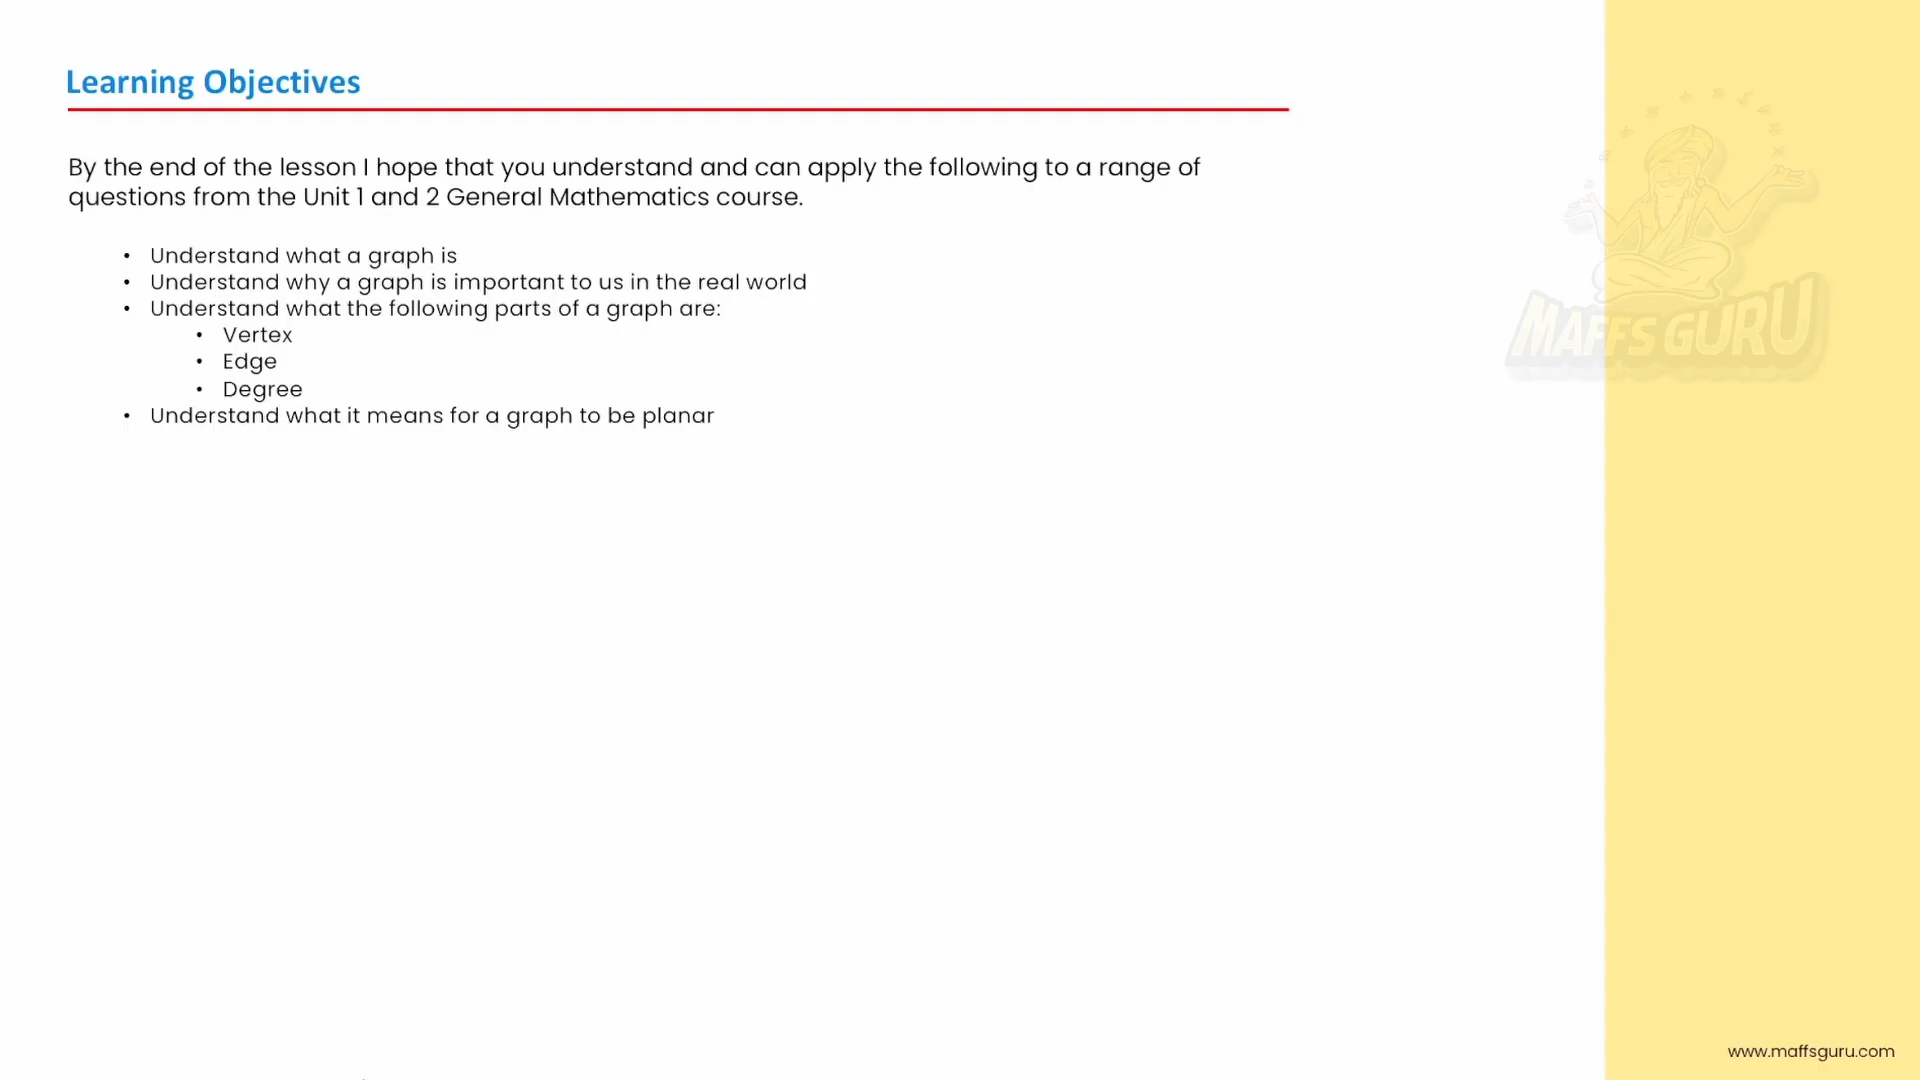 Learning Objectives
By the end of the lesson I hope that you understand and can apply the following to a range of
questions from the Unit 1 and 2 General Mathematics course.
• Understand what a graph is
• Understand why a graph is important to us in the real world
• Understand what the following parts of a graph are:
• Vertex
• Edge
• Degree
• Understand what it means for a graph to be planar
MAFFS GURU
www.maffsguru.com